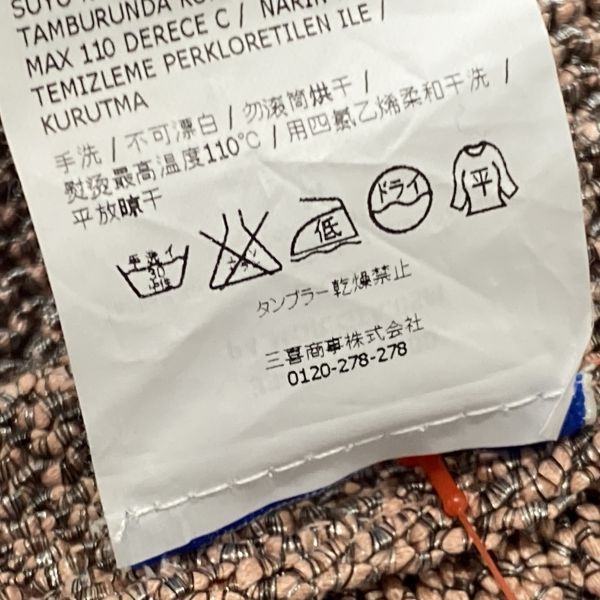 TAMBURUNDA
MAX 110 DERECE C / NARIN
TEMIZLEME PERKLORETILEN ILE /
KURUTMA
手洗 / 不可漂白 / 勿滚筒烘干 /
熨烫最高温度110°C / 用四氯乙烯柔和干洗 /
平放晾干
手洗イ
30
低
ドライ
平
タンブラー乾燥禁止
三喜商事株式会社
0120-278-278